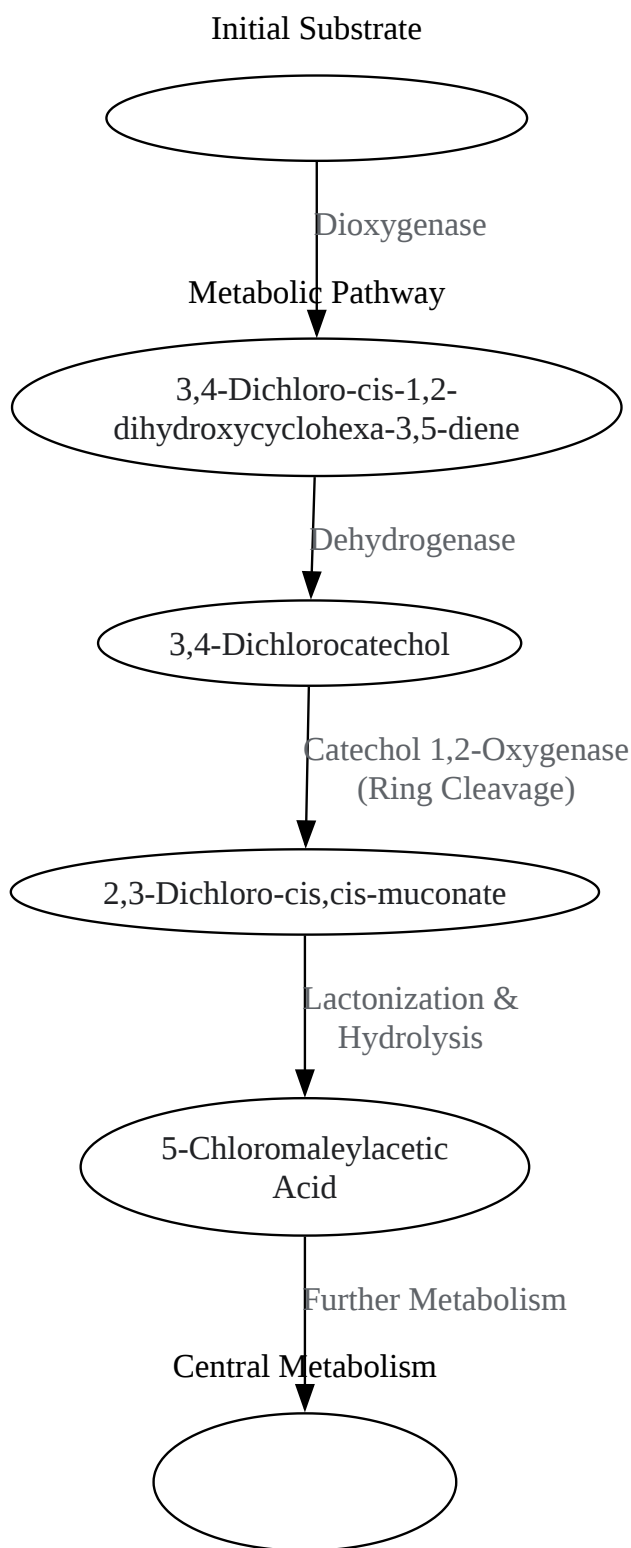 Initial Substrate
Dioxygenase
Metabolic Pathway
3,4-Dichloro-cis-1,2-
dihydroxycyclohexa-3,5-diene
Dehydrogenase
3,4-Dichlorocatechol
Catechol 1,2-Oxygenase
(Ring Cleavage)
2,3-Dichloro-cis,cis-muconate
Lactonization &
Hydrolysis
5-Chloromaleylacetic
Acid
Further Metabolism
Central Metabolism